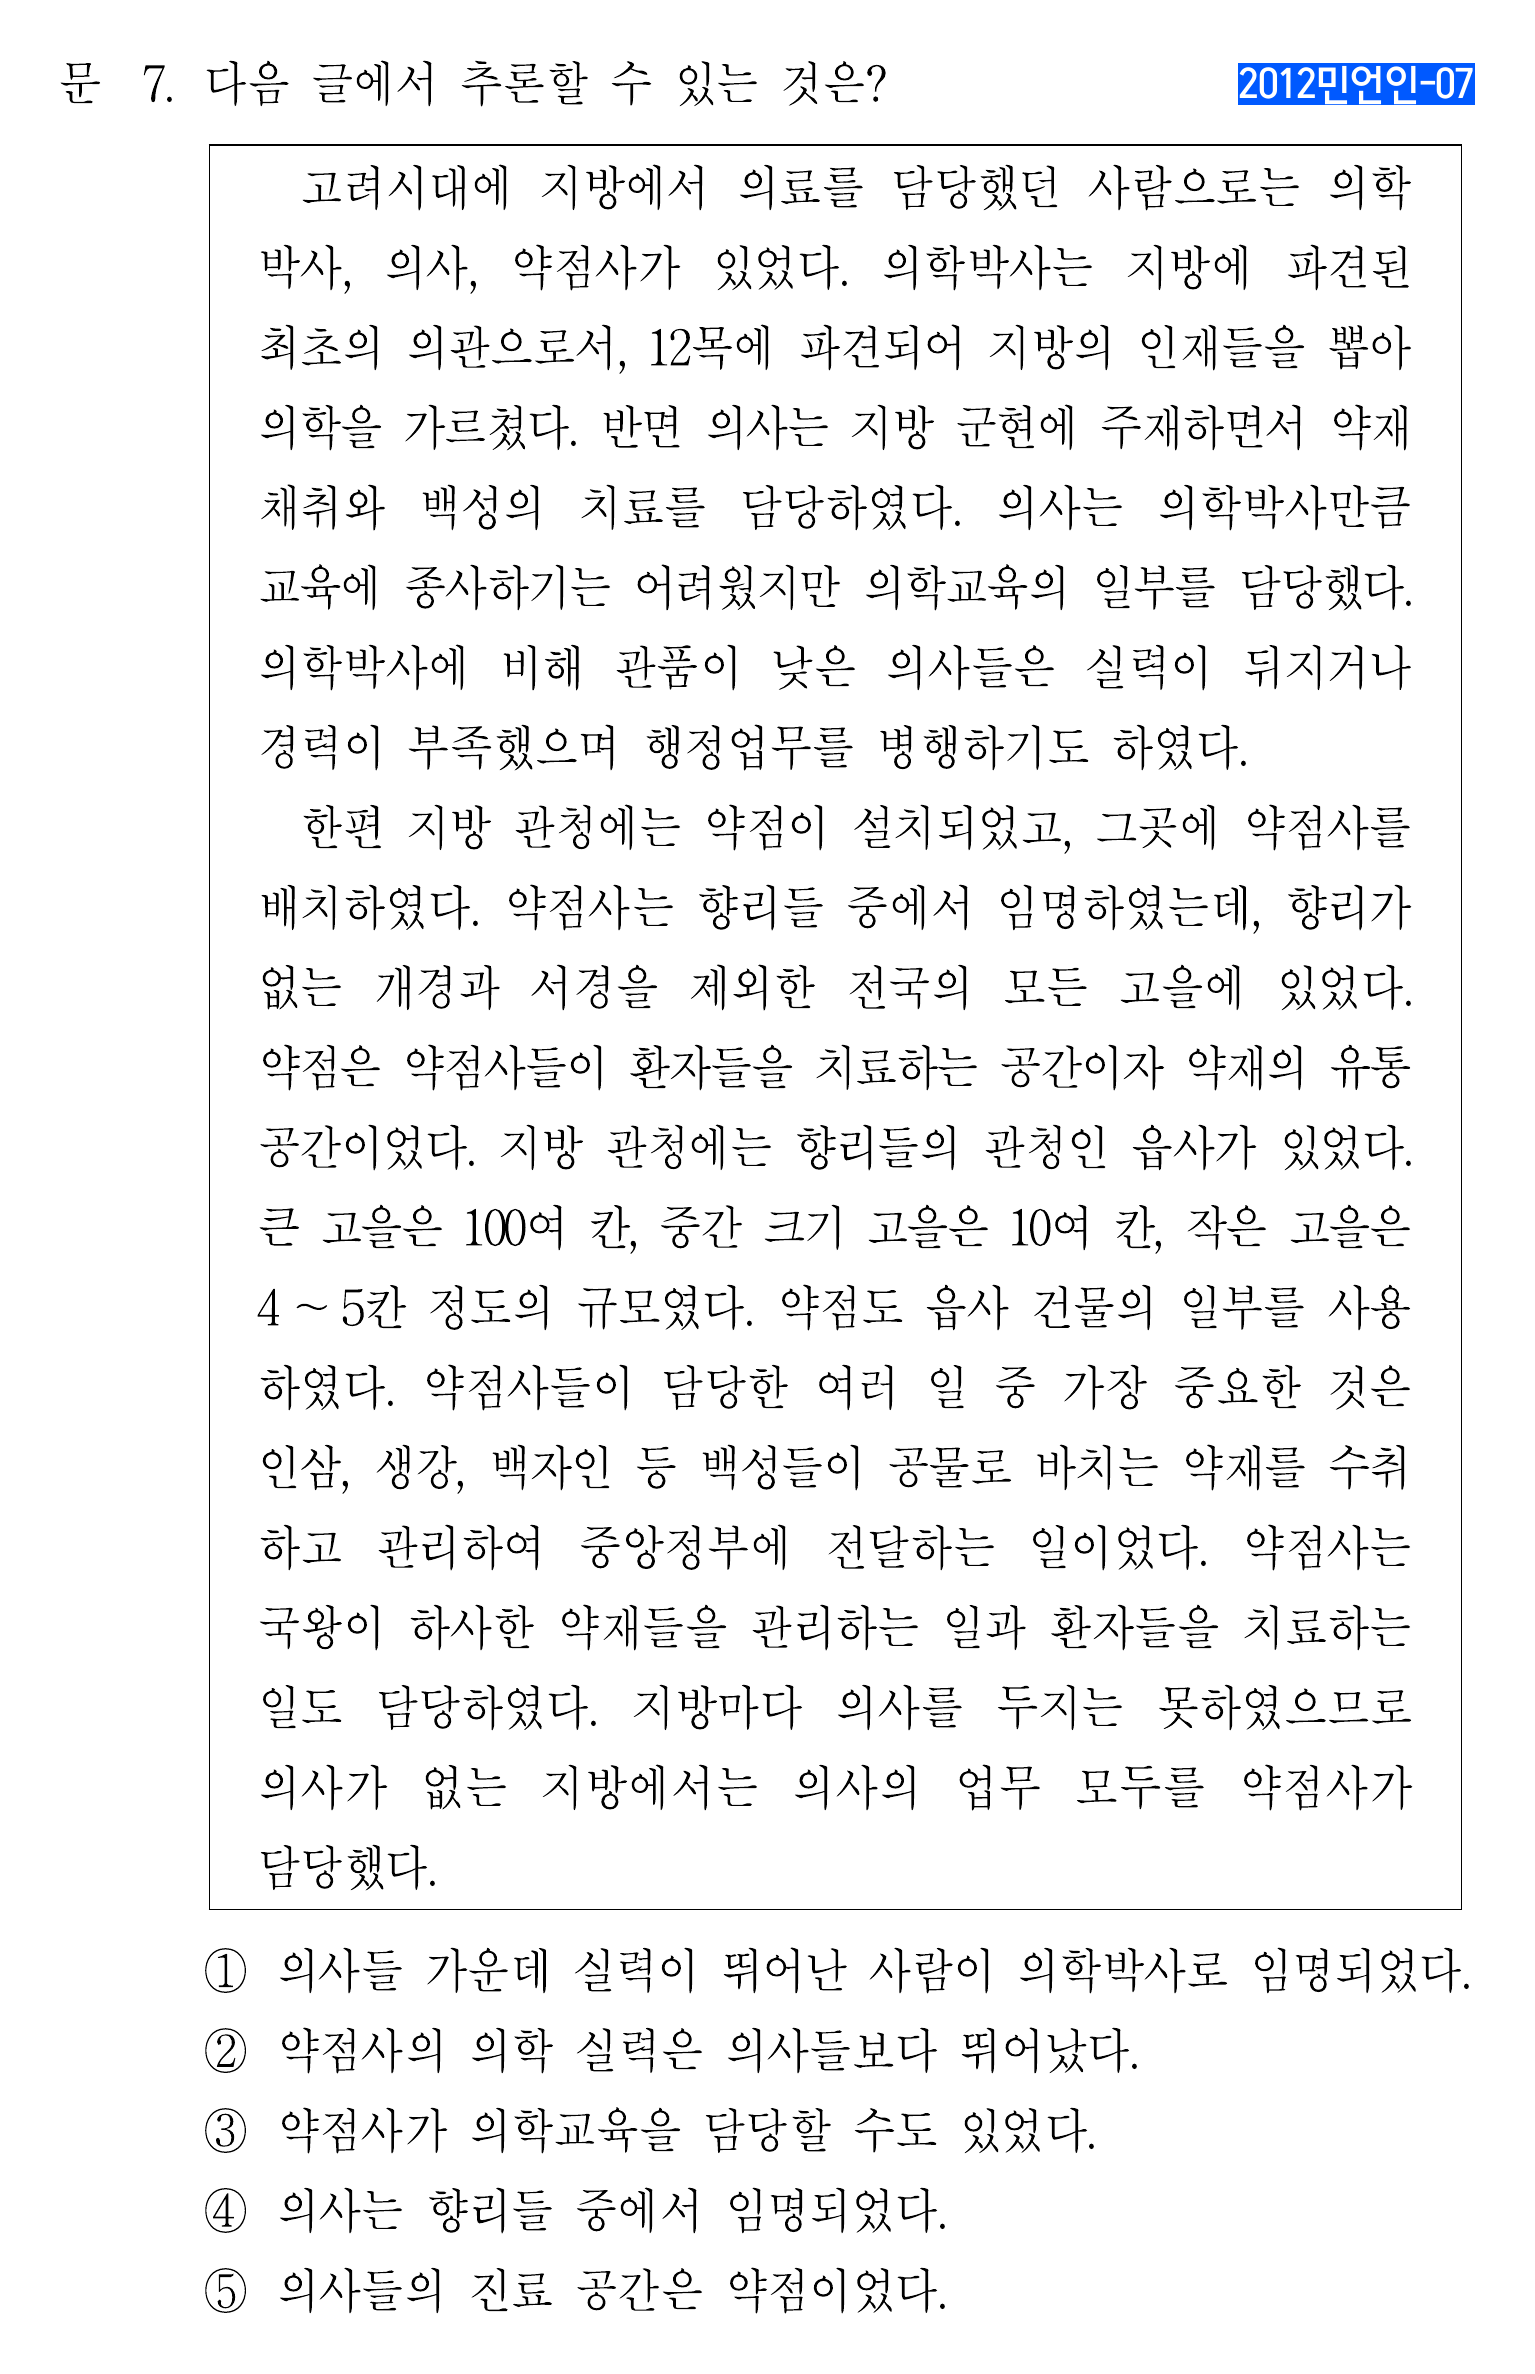 문 7. 다음 글에서 추론할 수 있는 것은?
2012민언인-07
고려시대에 지방에서 의료를 담당했던 사람으로는 의학
박사, 의사, 약점사가 있었다. 의학박사는 지방에 파견된
최초의 의관으로서, 12목에 파견되어 지방의 인재들을 뽑아
의학을 가르쳤다. 반면 의사는 지방 군현에 주재하면서 약재
채취와 백성의 치료를 담당하였다. 의사는 의학박사만큼
교육에 종사하기는 어려웠지만 의학교육의 일부를 담당했다.
의학박사에 비해 관품이 낮은 의사들은 실력이 뒤지거나
경력이 부족했으며 행정업무를 병행하기도 하였다.
한편 지방 관청에는 약점이 설치되었고, 그곳에 약점사를
배치하였다. 약점사는 향리들 중에서 임명하였는데, 향리가
없는 개경과 서경을 제외한 전국의 모든 고을에 있었다.
약점은 약점사들이 환자들을 치료하는 공간이자 약재의 유통
공간이었다. 지방 관청에는 향리들의 관청인 읍사가 있었다.
큰 고을은 100여 칸, 중간 크기 고을은 10여 칸, 작은 고을은
4 ~ 5칸 정도의 규모였다. 약점도 읍사 건물의 일부를 사용
하였다. 약점사들이 담당한 여러 일 중 가장 중요한 것은
인삼, 생강, 백자인 등 백성들이 공물로 바치는 약재를 수취
하고 관리하여 중앙정부에 전달하는 일이었다. 약점사는
국왕이 하사한 약재들을 관리하는 일과 환자들을 치료하는
일도 담당하였다. 지방마다 의사를 두지는 못하였으므로
의사가 없는 지방에서는 의사의 업무 모두를 약점사가
담당했다.
① 의사들 가운데 실력이 뛰어난 사람이 의학박사로 임명되었다.
② 약점사의 의학 실력은 의사들보다 뛰어났다.
③ 약점사가 의학교육을 담당할 수도 있었다.
④ 의사는 향리들 중에서 임명되었다.
⑤ 의사들의 진료 공간은 약점이었다.